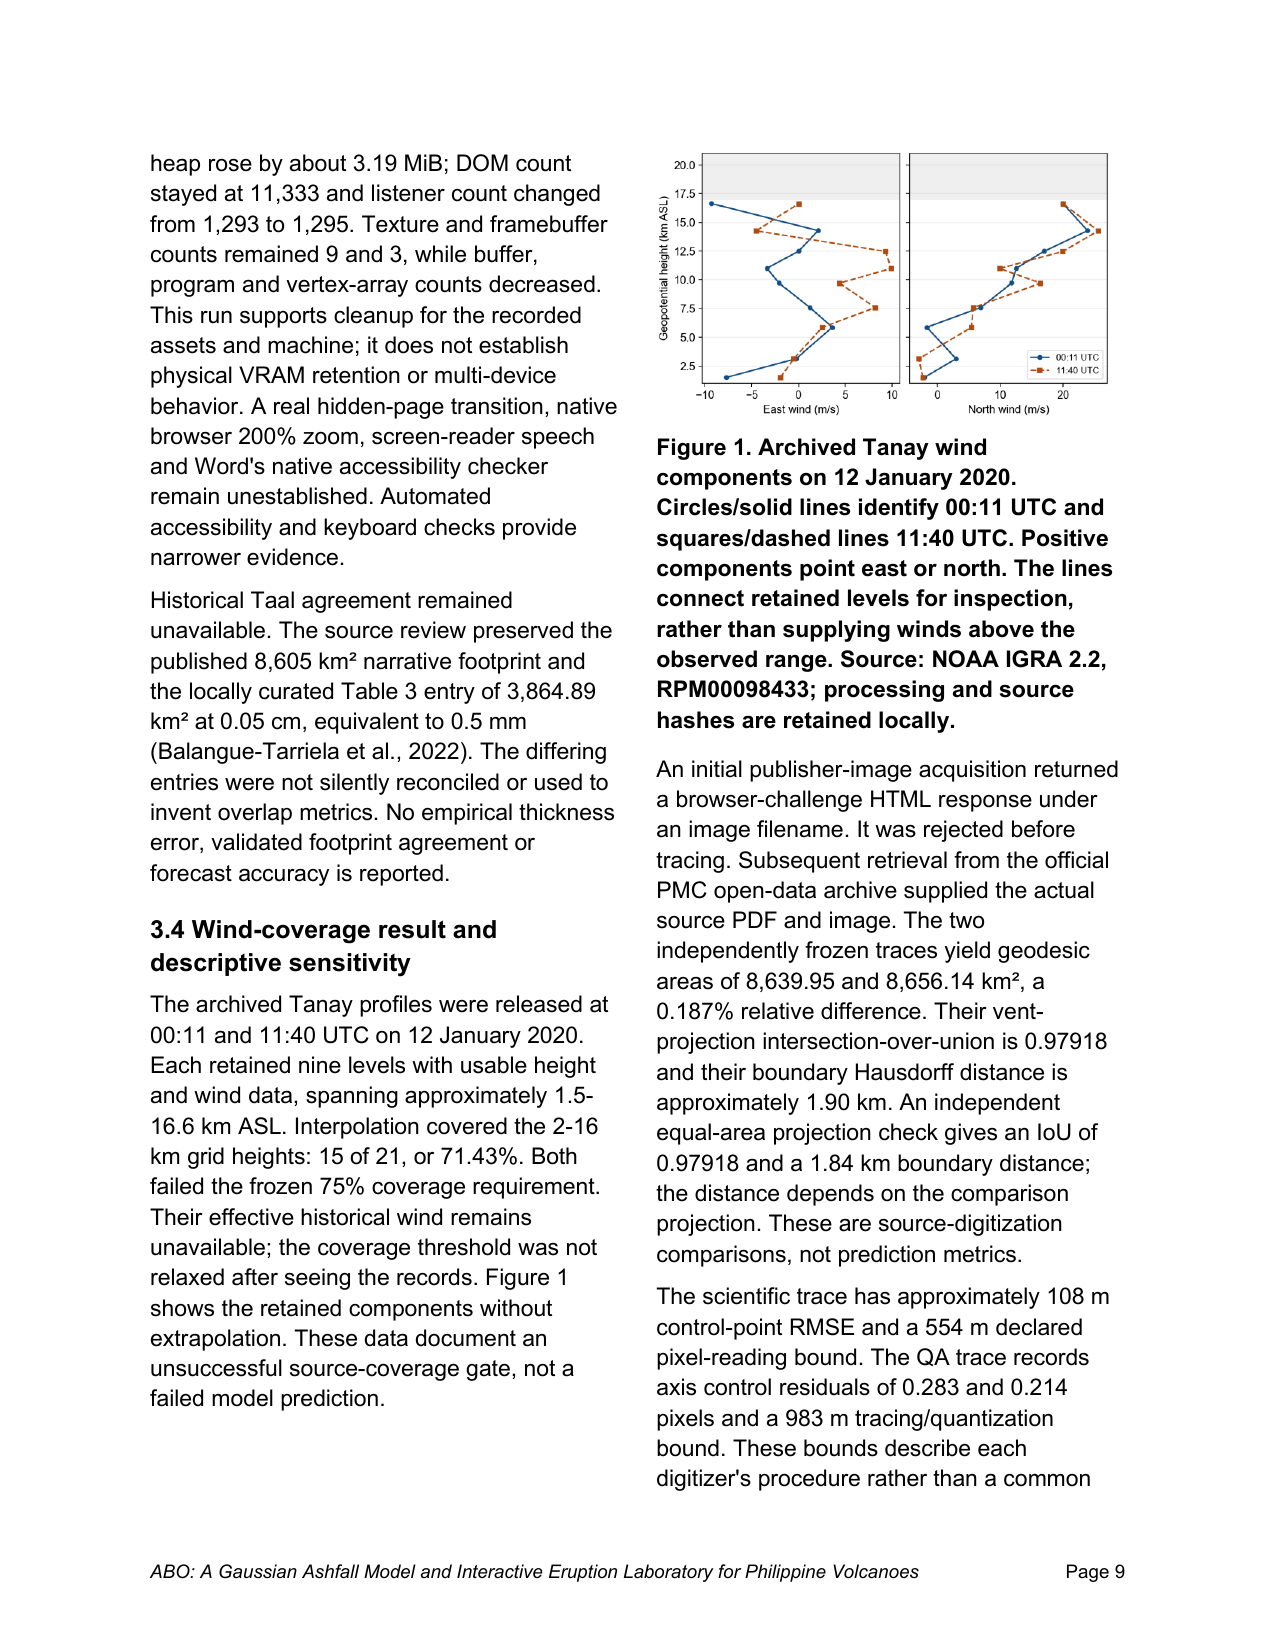 heap rose by about 3.19 MiB; DOM count
stayed at 11,333 and listener count changed
from 1,293 to 1,295. Texture and framebuffer
counts remained 9 and 3, while buffer,
program and vertex-array counts decreased.
This run supports cleanup for the recorded
assets and machine; it does not establish
physical VRAM retention or multi-device
behavior. A real hidden-page transition, native
browser 200% zoom, screen-reader speech
and Word's native accessibility checker
remain unestablished. Automated
accessibility and keyboard checks provide
narrower evidence.
Historical Taal agreement remained
unavailable. The source review preserved the
published 8,605 km² narrative footprint and
the locally curated Table 3 entry of 3,864.89
km² at 0.05 cm, equivalent to 0.5 mm
(Balangue-Tarriela et al., 2022). The differing
entries were not silently reconciled or used to
invent overlap metrics. No empirical thickness
error, validated footprint agreement or
forecast accuracy is reported.
3.4 Wind-coverage result and
descriptive sensitivity
The archived Tanay profiles were released at
00:11 and 11:40 UTC on 12 January 2020.
Each retained nine levels with usable height
and wind data, spanning approximately 1.5-
16.6 km ASL. Interpolation covered the 2-16
km grid heights: 15 of 21, or 71.43%. Both
failed the frozen 75% coverage requirement.
Their effective historical wind remains
unavailable; the coverage threshold was not
relaxed after seeing the records. Figure 1
shows the retained components without
extrapolation. These data document an
unsuccessful source-coverage gate, not a
failed model prediction.
Geopotential height (km ASL)
20.0
17.5
15.0
12.5
10.0
7.5
5.0
2.5
−10 −5 0 5 10
East wind (m/s)
0 10 20
North wind (m/s)
00:11 UTC
11:40 UTC
Figure 1. Archived Tanay wind
components on 12 January 2020.
Circles/solid lines identify 00:11 UTC and
squares/dashed lines 11:40 UTC. Positive
components point east or north. The lines
connect retained levels for inspection,
rather than supplying winds above the
observed range. Source: NOAA IGRA 2.2,
RPM00098433; processing and source
hashes are retained locally.
An initial publisher-image acquisition returned
a browser-challenge HTML response under
an image filename. It was rejected before
tracing. Subsequent retrieval from the official
PMC open-data archive supplied the actual
source PDF and image. The two
independently frozen traces yield geodesic
areas of 8,639.95 and 8,656.14 km², a
0.187% relative difference. Their vent-
projection intersection-over-union is 0.97918
and their boundary Hausdorff distance is
approximately 1.90 km. An independent
equal-area projection check gives an IoU of
0.97918 and a 1.84 km boundary distance;
the distance depends on the comparison
projection. These are source-digitization
comparisons, not prediction metrics.
The scientific trace has approximately 108 m
control-point RMSE and a 554 m declared
pixel-reading bound. The QA trace records
axis control residuals of 0.283 and 0.214
pixels and a 983 m tracing/quantization
bound. These bounds describe each
digitizer's procedure rather than a common
ABO: A Gaussian Ashfall Model and Interactive Eruption Laboratory for Philippine Volcanoes
Page 9